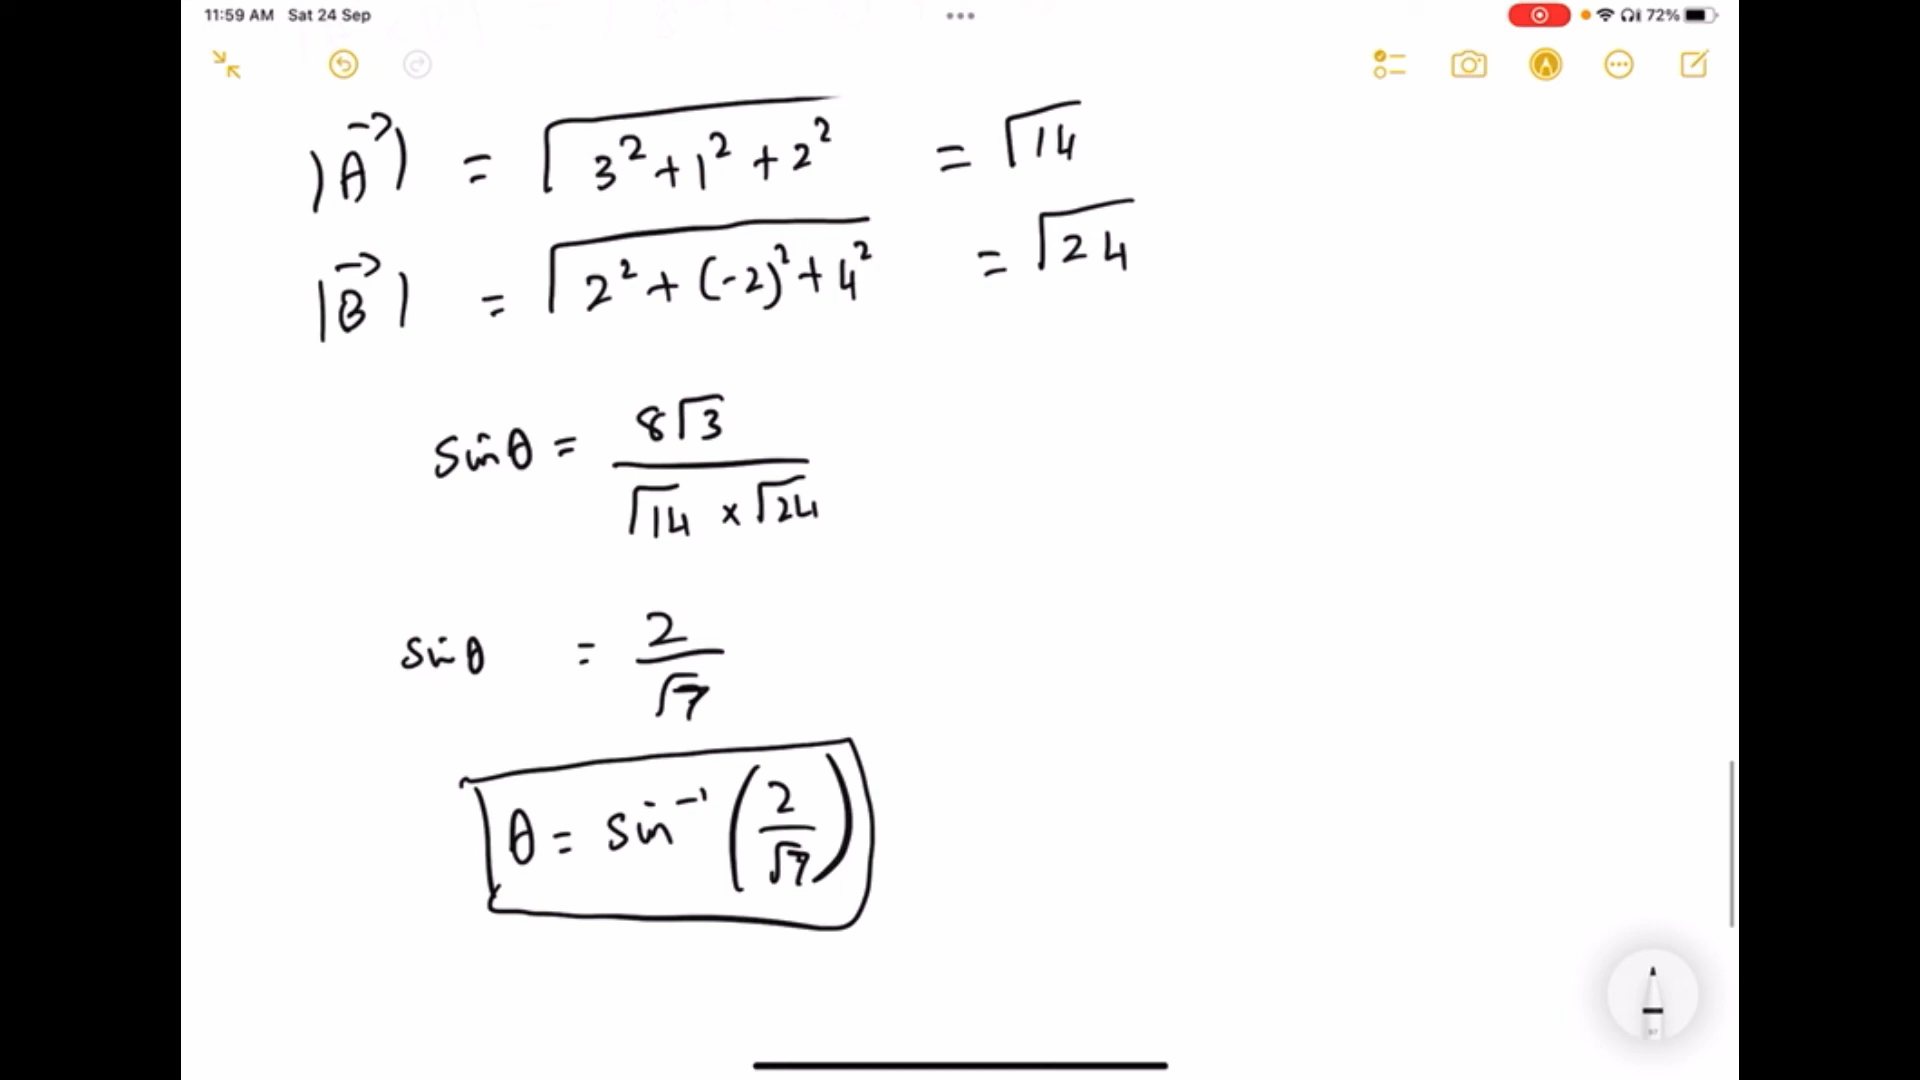 11:59 AM Sat 24 Sep
72%
|A⃗| = √(3² + 1² + 2²) = √14
|B⃗| = √(2² + (-2)² + 4²) = √24
sinθ = 8√3 / (√14 × √24)
sinθ = 2/√7
θ = sin⁻¹(2/√7)